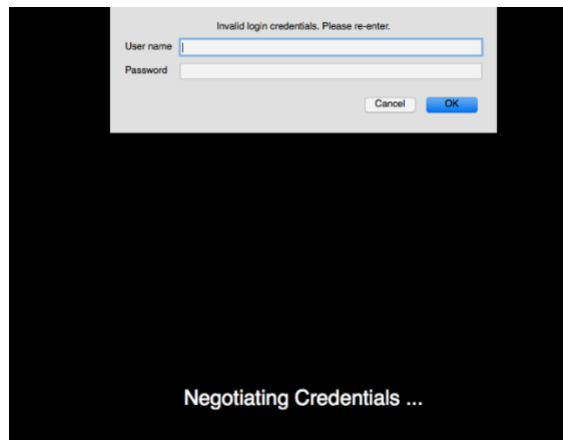 Invalid login credentials. Please re-enter.
User name
Password
Cancel OK
Negotiating Credentials ...